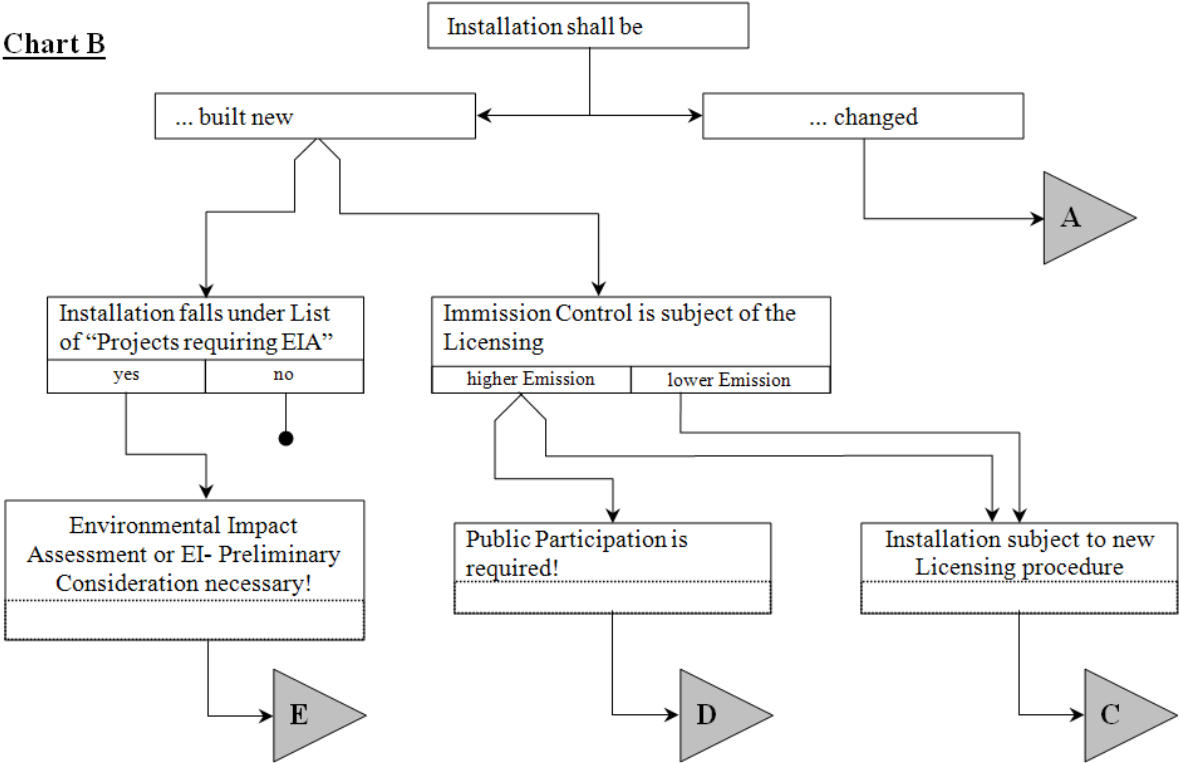 Chart B
Installation shall be
... built new
... changed
A
Installation falls under List
of “Projects requiring EIA”
yes
no
Immission Control is subject of the
Licensing
higher Emission
lower Emission
Environmental Impact
Assessment or EI- Preliminary
Consideration necessary!
Public Participation is
required!
Installation subject to new
Licensing procedure
E
D
C